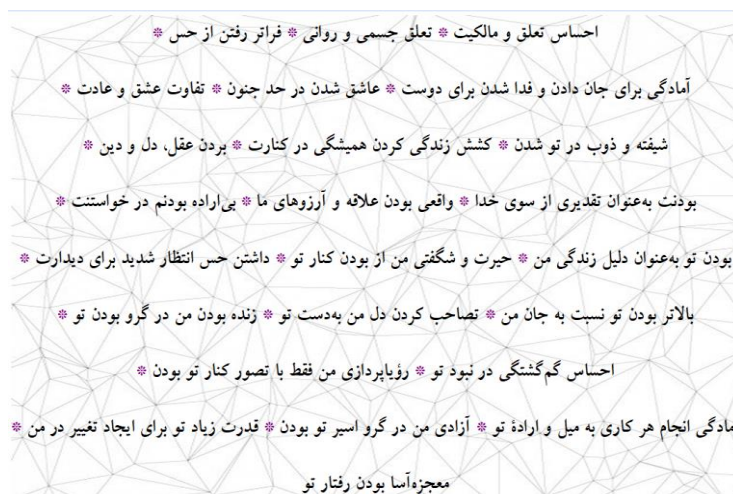 احساس تعلق و مالکیت ❊ تعلق جسمی و روانی ❊ فراتر رفتن از حس ❊
آمادگی برای جان دادن و فدا شدن برای دوست ❊ عاشق شدن در حد جنون ❊ تفاوت عشق و عادت ❊
شیفته و ذوب در تو شدن ❊ کشش زندگی کردن همیشگی در کنارت ❊ بردن عقل، دل و دین ❊
بودنت به‌عنوان تقدیری از سوی خدا ❊ واقعی بودن علاقه و آرزوهای ما ❊ بی‌اراده بودنم در خواستنت ❊
بودن تو به‌عنوان دلیل زندگی من ❊ حیرت و شگفتی من از بودن کنار تو ❊ داشتن حس انتظار شدید برای دیدارت ❊
بالاتر بودن تو نسبت به جان من ❊ تصاحب کردن دل من به‌دست تو ❊ زنده بودن من در گرو بودن تو ❊
احساس گم‌گشتگی در نبود تو ❊ رؤیاپردازی من فقط با تصور کنار تو بودن ❊
مادگی انجام هر کاری به میل و ارادهٔ تو ❊ آزادی من در گرو اسیر تو بودن ❊ قدرت زیاد تو برای ایجاد تغییر در من ❊
معجزه‌آسا بودن رفتار تو